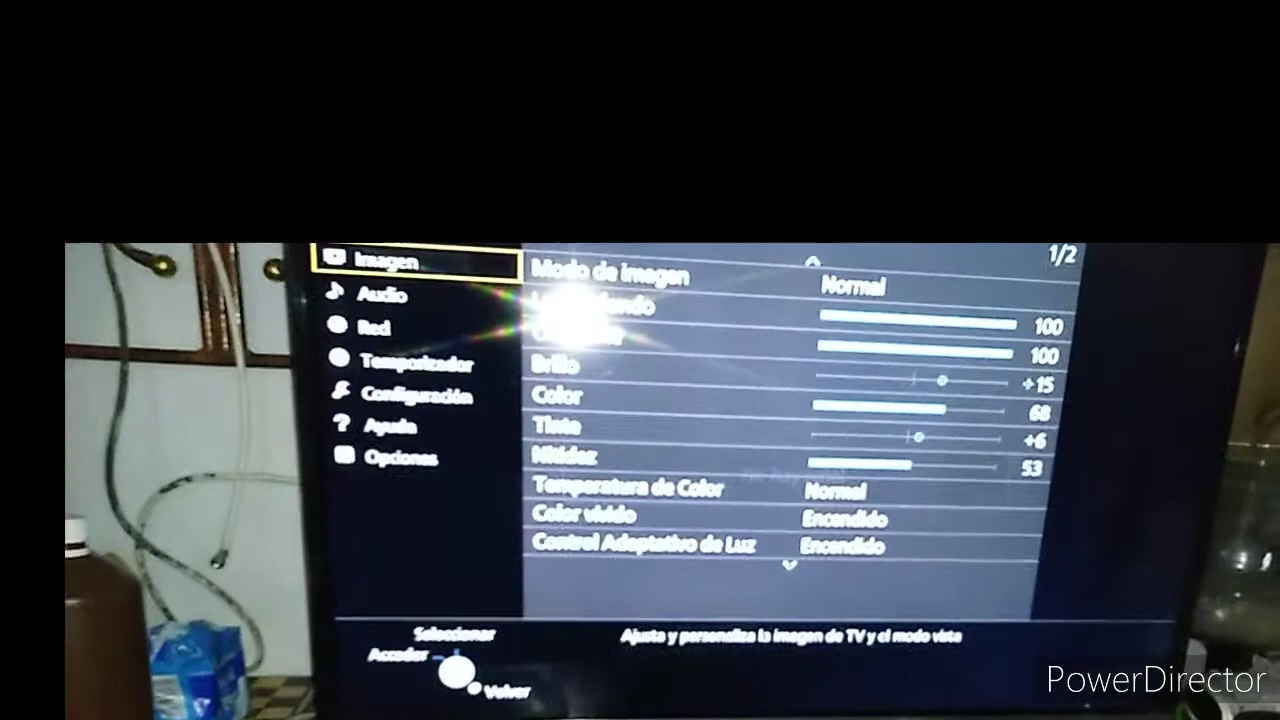 1/2
Imagen
Audio
Red
Temporizador
Configuración
Ayuda
Opciones
Modo de imagen Normal
100
100
Brillo +15
Color 68
Tinte +6
Nitidez 53
Temperatura de Color Normal
Color vívido Encendido
Control Adaptativo de Luz Encendido
Seleccionar
Acceder
Volver
Ajusta y personaliza la imagen de TV y el modo vista
PowerDirector